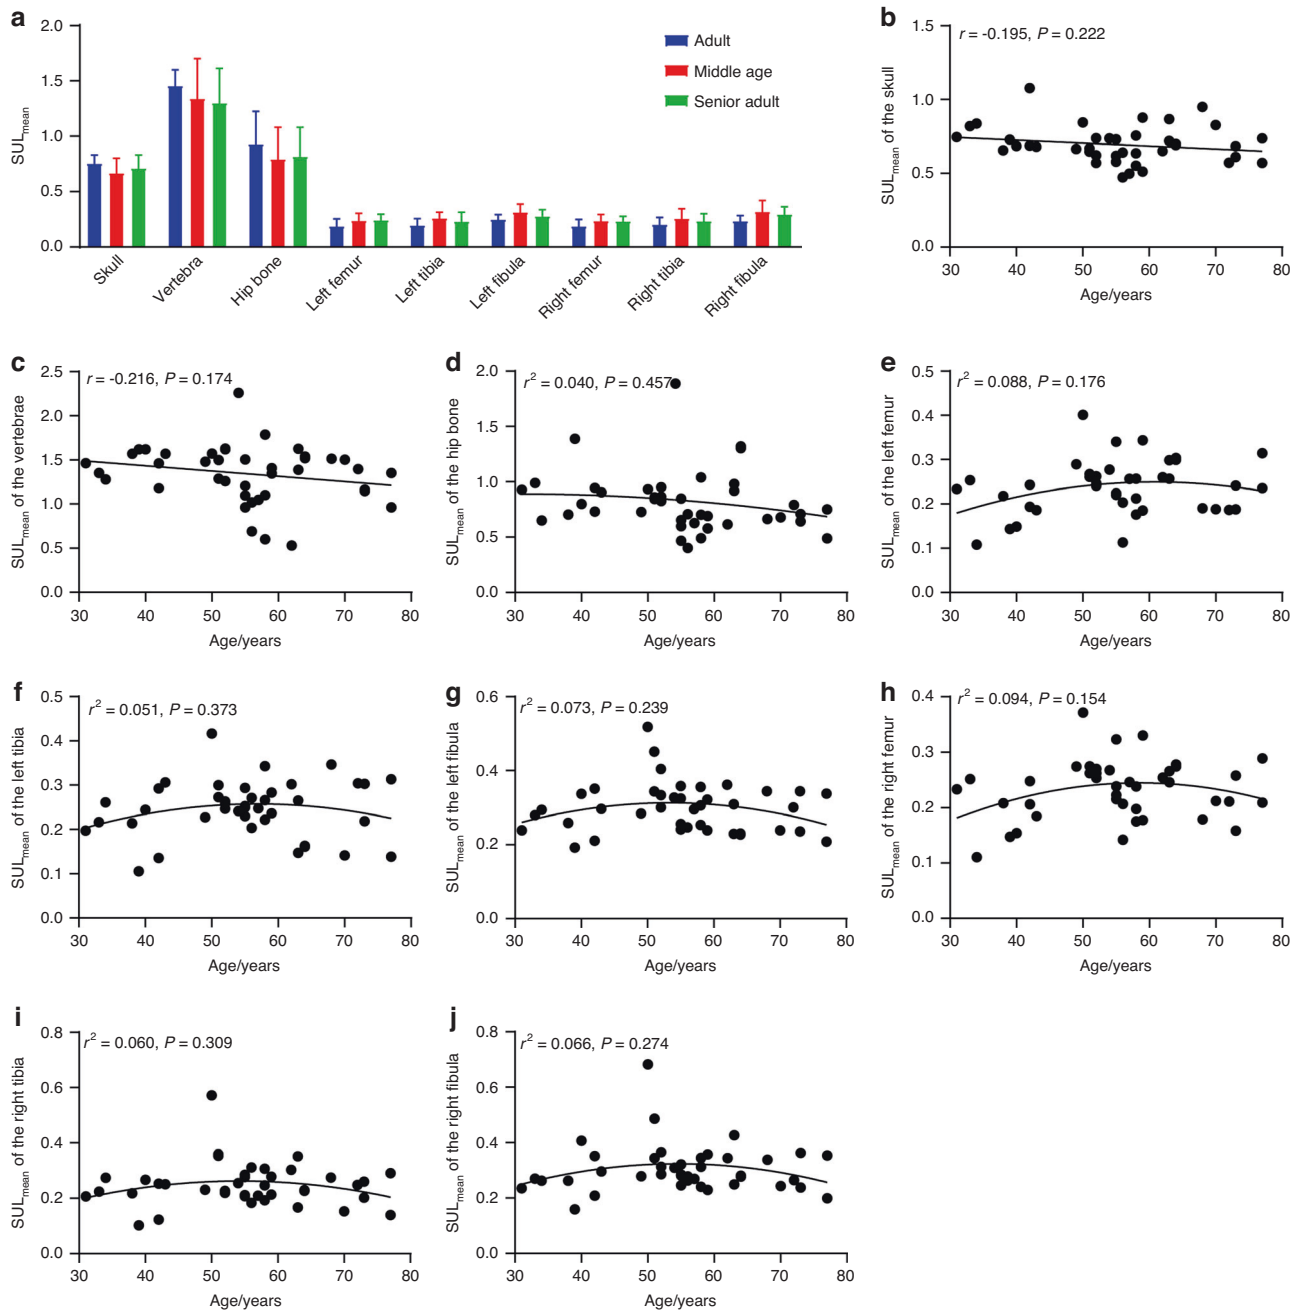 a
2.0
1.5
1.0
0.5
0.0
SULmean
Adult
Middle age
Senior adult
Skull
Vertebra
Hip bone
Left femur
Left tibia
Left fibula
Right femur
Right tibia
Right fibula
b
r = -0.195, P = 0.222
1.5
1.0
0.5
0.0
SULmean of the skull
30 40 50 60 70 80
Age/years
c
r = -0.216, P = 0.174
2.5
2.0
1.5
1.0
0.5
0.0
SULmean of the vertebrae
30 40 50 60 70 80
Age/years
d
r2 = 0.040, P = 0.457
2.0
1.5
1.0
0.5
0.0
SULmean of the hip bone
30 40 50 60 70 80
Age/years
e
r2 = 0.088, P = 0.176
0.5
0.4
0.3
0.2
0.1
0.0
SULmean of the left femur
30 40 50 60 70 80
Age/years
f
r2 = 0.051, P = 0.373
0.5
0.4
0.3
0.2
0.1
0.0
SULmean of the left tibia
30 40 50 60 70 80
Age/years
g
r2 = 0.073, P = 0.239
0.6
0.4
0.2
0.0
SULmean of the left fibula
30 40 50 60 70 80
Age/years
h
r2 = 0.094, P = 0.154
0.4
0.3
0.2
0.1
0.0
SULmean of the right femur
30 40 50 60 70 80
Age/years
i
r2 = 0.060, P = 0.309
0.8
0.6
0.4
0.2
0.0
SULmean of the right tibia
30 40 50 60 70 80
Age/years
j
r2 = 0.066, P = 0.274
0.8
0.6
0.4
0.2
0.0
SULmean of the right fibula
30 40 50 60 70 80
Age/years